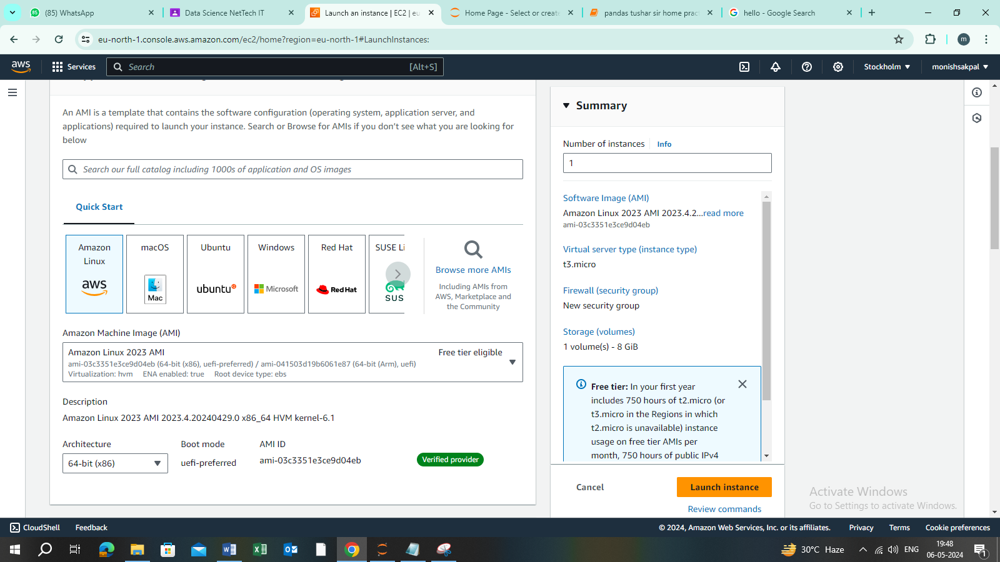 (85) WhatsApp
Data Science NetTech IT
Launch an instance | EC2 | eu
Home Page - Select or create
pandas tushar sir home prac
hello - Google Search
eu-north-1.console.aws.amazon.com/ec2/home?region=eu-north-1#LaunchInstances:
m
aws
Services
Search
[Alt+S]
Stockholm
monishsakpal
An AMI is a template that contains the software configuration (operating system, application server, and
applications) required to launch your instance. Search or Browse for AMIs if you don't see what you are looking for
below
Search our full catalog including 1000s of application and OS images
Quick Start
Amazon
Linux
aws
macOS
Mac
Ubuntu
ubuntu
Windows
Microsoft
Red Hat
Red Hat
SUSE Li
SUS
Browse more AMIs
Including AMIs from
AWS, Marketplace and
the Community
Amazon Machine Image (AMI)
Amazon Linux 2023 AMI
Free tier eligible
ami-03c3351e3ce9d04eb (64-bit (x86), uefi-preferred) / ami-041503d19b6061e87 (64-bit (Arm), uefi)
Virtualization: hvm ENA enabled: true Root device type: ebs
Description
Amazon Linux 2023 AMI 2023.4.20240429.0 x86_64 HVM kernel-6.1
Architecture
64-bit (x86)
Boot mode
uefi-preferred
AMI ID
ami-03c3351e3ce9d04eb
Verified provider
Summary
Number of instances
Info
1
Software Image (AMI)
Amazon Linux 2023 AMI 2023.4.2...read more
ami-03c3351e3ce9d04eb
Virtual server type (instance type)
t3.micro
Firewall (security group)
New security group
Storage (volumes)
1 volume(s) - 8 GiB
Free tier: In your first year
includes 750 hours of t2.micro (or
t3.micro in the Regions in which
t2.micro is unavailable) instance
usage on free tier AMIs per
month, 750 hours of public IPv4
Cancel
Launch instance
Review commands
Activate Windows
Go to Settings to activate Windows.
CloudShell
Feedback
© 2024, Amazon Web Services, Inc. or its affiliates.
Privacy
Terms
Cookie preferences
30°C Haze
ENG
19:48
06-05-2024
1